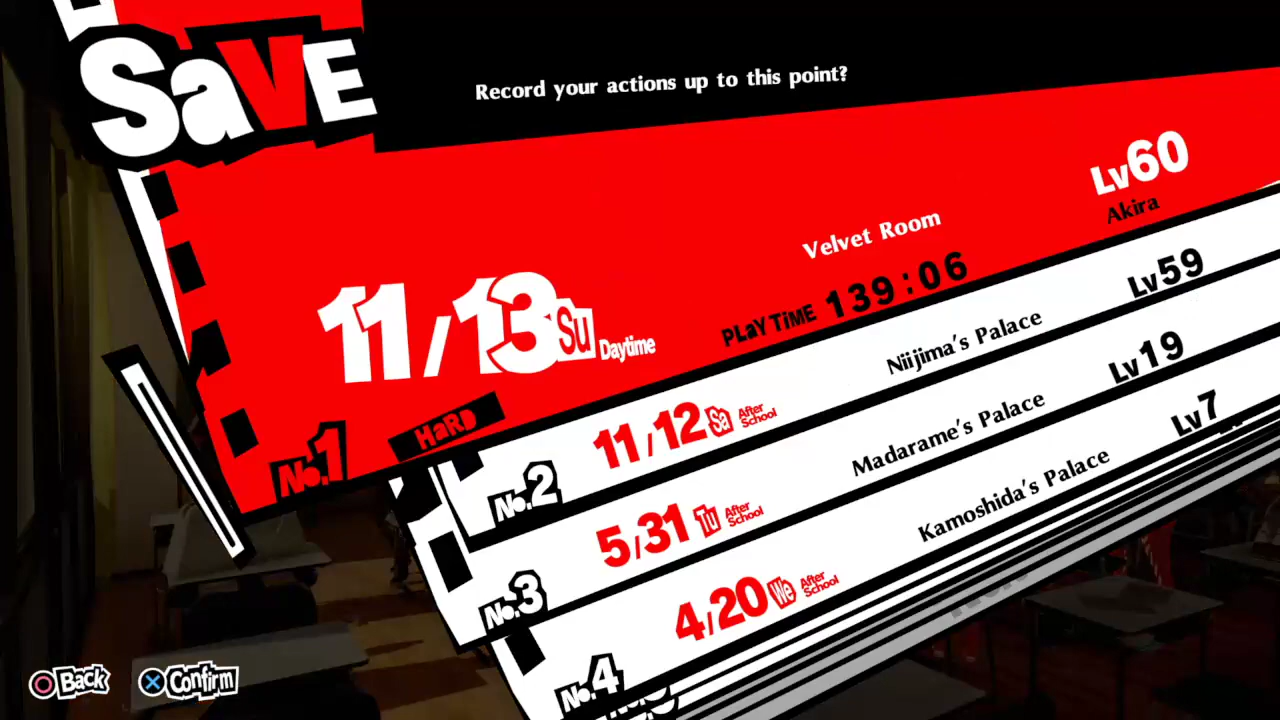 SaVE
Record your actions up to this point?
Lv60
Akira
Velvet Room
PLaY TiME 139:06
11/13 Su Daytime
No.1 HaRD
Lv59
Niijima's Palace
11/12 Sa After School
No.2
Lv19
Madarame's Palace
5/31 Tu After School
No.3
Lv7
Kamoshida's Palace
4/20 We After School
No.4
Back
Confirm